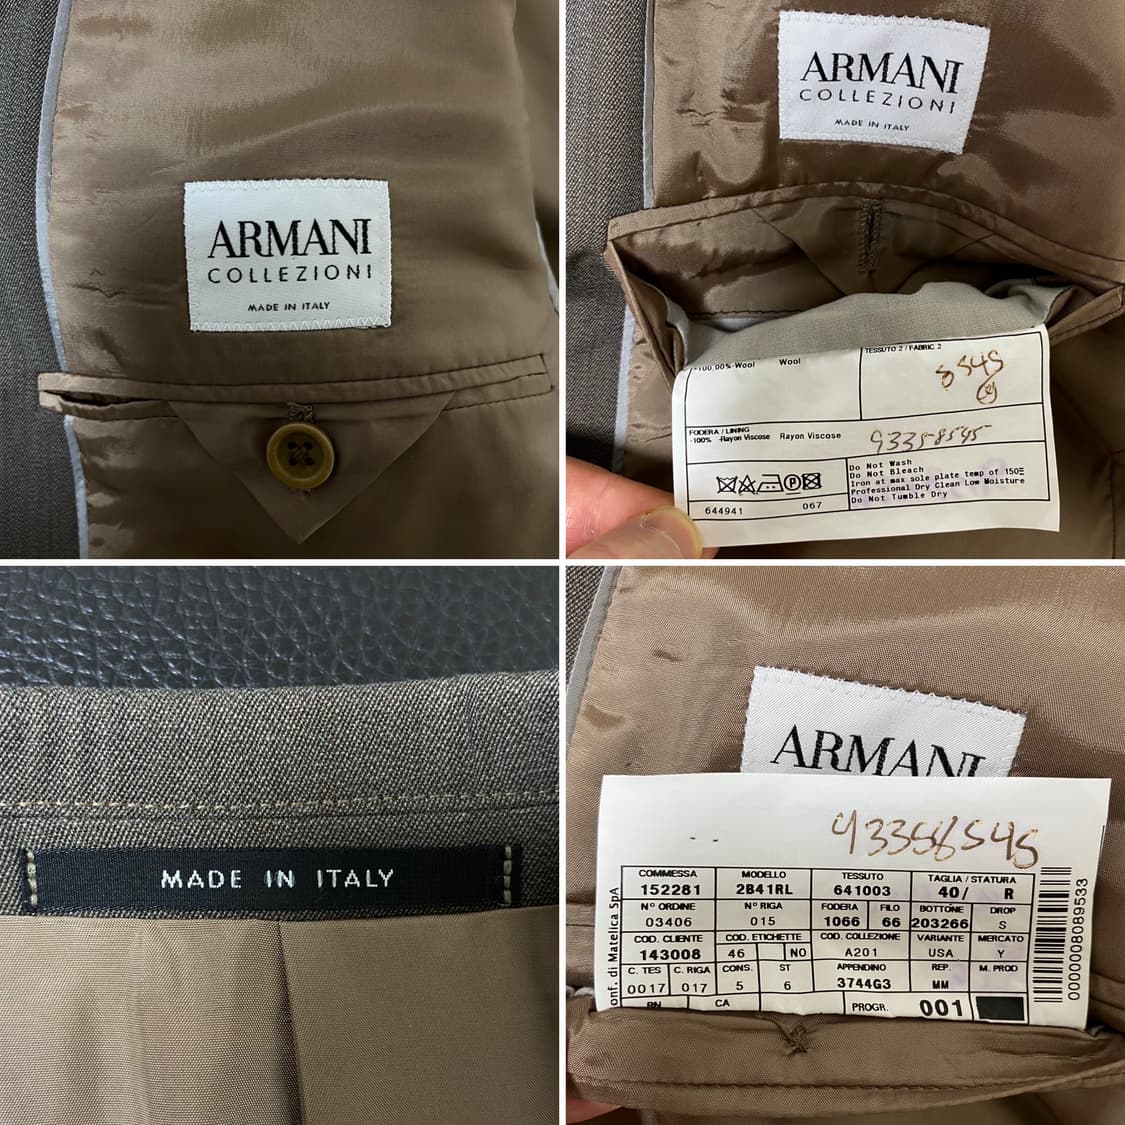 ARMANI
COLLEZIONI
MADE IN ITALY
ARMANI
COLLEZIONI
MADE IN ITALY
100,00%-Wool Wool
TESSUTO 2 / FABRIC 2
8545
FODERA / LINING
-100% -Rayon Viscose Rayon Viscose
93358545
Do Not Wash
Do Not Bleach
Iron at max sole plate temp of 150
Professional Dry Clean Low Moisture
Do Not Tumble Dry
P
644941 067
MADE IN ITALY
ARMANI
93358545
COMMESSA MODELLO TESSUTO TAGLIA / STATURA
152281 2B41RL 641003 40/ R
N° ORDINE N° RIGA FODERA FILO BOTTONE DROP
03406 015 1066 66 203266 S
COD. CLIENTE COD. ETICHETTE COD. COLLEZIONE VARIANTE MERCATO
143008 46 NO A201 USA Y
C. TES C. RIGA CONS. ST APPENDINO REP. M. PROD
0017 017 5 6 3744G3 MM
CA PROGR. 001
onf. di Matelica SpA
0000008089533